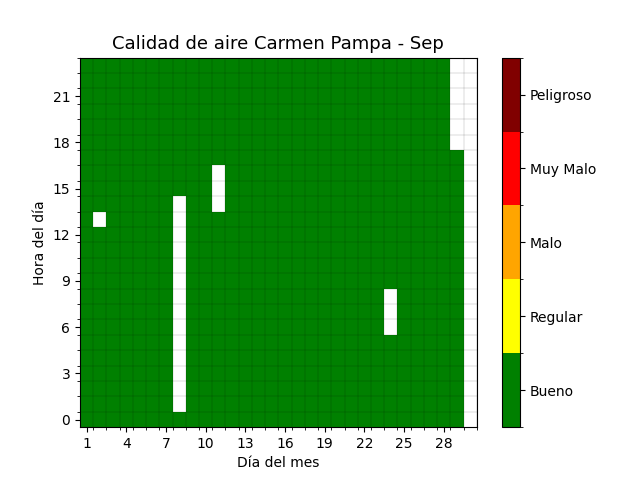 Calidad de aire Carmen Pampa - Sep
Hora del día
21
18
15
12
9
6
3
0
1 4 7 10 13 16 19 22 25 28
Día del mes
Peligroso
Muy Malo
Malo
Regular
Bueno